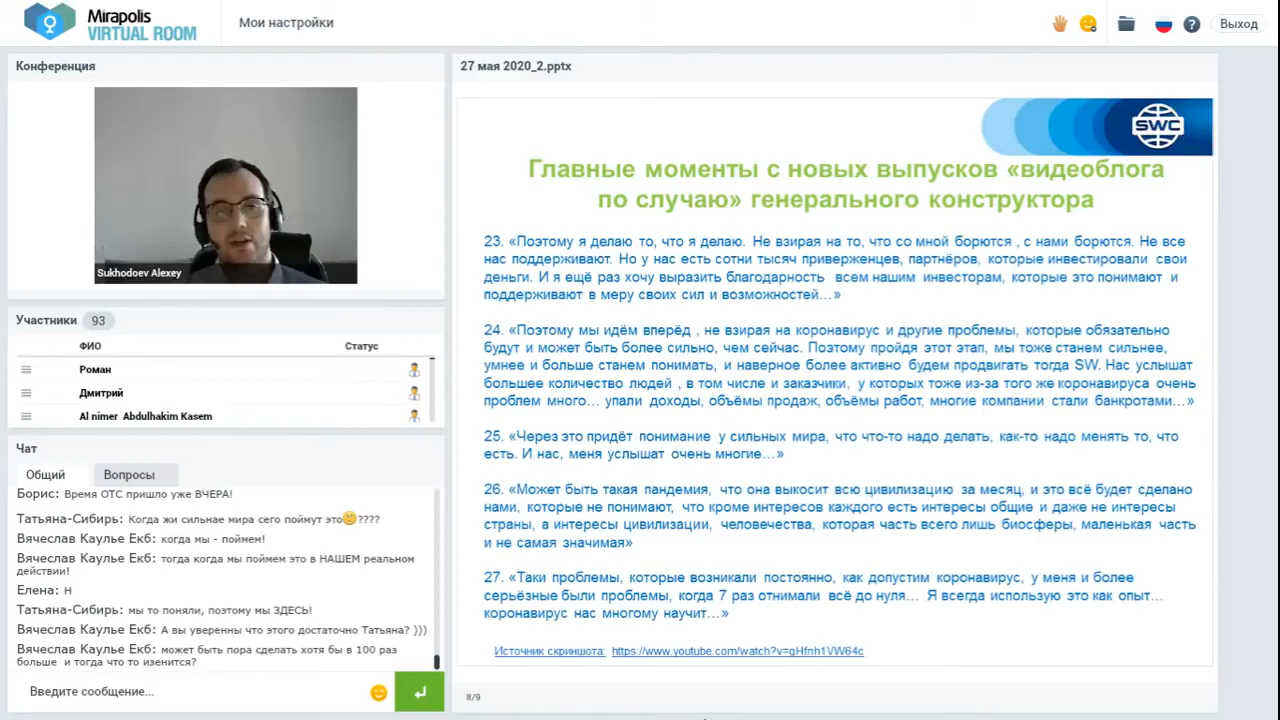 Mirapolis
VIRTUAL ROOM
Мои настройки
Выход
Конференция
Sukhodoev Alexey
Участники 93
ФИО Статус
Роман
Дмитрий
Al nimer Abdulhakim Kasem
Чат
Общий Вопросы
Борис: Время ОТС пришло уже ВЧЕРА!
Татьяна-Сибирь: Когда жи сильнае мира сего поймут это????
Вячеслав Каулье Екб: когда мы - поймем!
Вячеслав Каулье Екб: тогда когда мы поймем это в НАШЕМ реальном
действии!
Елена: Н
Татьяна-Сибирь: мы то поняли, поэтому мы ЗДЕСЬ!
Вячеслав Каулье Екб: А вы уверенны что этого достаточно Татьяна? )))
Вячеслав Каулье Екб: может быть пора сделать хотя бы в 100 раз
больше и тогда что то изенится?
Введите сообщение...
27 мая 2020_2.pptx
SWC
Главные моменты с новых выпусков «видеоблога
по случаю» генерального конструктора
23. «Поэтому я делаю то, что я делаю. Не взирая на то, что со мной борются , с нами борются. Не все
нас поддерживают. Но у нас есть сотни тысяч приверженцев, партнёров, которые инвестировали свои
деньги. И я ещё раз хочу выразить благодарность всем нашим инвесторам, которые это понимают и
поддерживают в меру своих сил и возможностей…»
24. «Поэтому мы идём вперёд , не взирая на коронавирус и другие проблемы, которые обязательно
будут и может быть более сильно, чем сейчас. Поэтому пройдя этот этап, мы тоже станем сильнее,
умнее и больше станем понимать, и наверное более активно будем продвигать тогда SW. Нас услышат
большее количество людей , в том числе и заказчики, у которых тоже из-за того же коронавируса очень
проблем много… упали доходы, объёмы продаж, объёмы работ, многие компании стали банкротами…»
25. «Через это придёт понимание у сильных мира, что что-то надо делать, как-то надо менять то, что
есть. И нас, меня услышат очень многие…»
26. «Может быть такая пандемия, что она выкосит всю цивилизацию за месяц, и это всё будет сделано
нами, которые не понимают, что кроме интересов каждого есть интересы общие и даже не интересы
страны, а интересы цивилизации, человечества, которая часть всего лишь биосферы, маленькая часть
и не самая значимая»
27. «Таки проблемы, которые возникали постоянно, как допустим коронавирус, у меня и более
серьёзные были проблемы, когда 7 раз отнимали всё до нуля… Я всегда использую это как опыт…
коронавирус нас многому научит…»
Источник скриншота: https://www.youtube.com/watch?v=gHfnh1VW64c
8/9